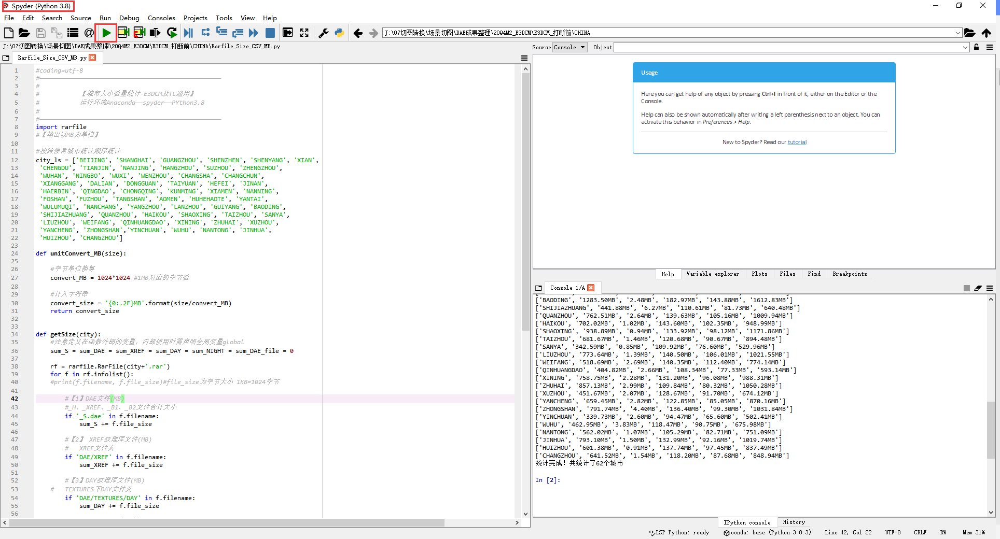 Spyder (Python 3.8)
File Edit Search Source Run Debug Consoles Projects Tools View Help
J:\07切图转换\场景切图\DAE成果整理\20Q4M2_E3DCM\E3DCM_打断前\CHINA
J:\07切图转换\场景切图\DAE成果整理\20Q4M2_E3DCM\E3DCM_打断前\CHINA\Rarfile_Size_CSV_MB.py
Rarfile_Size_CSV_MB.py
1 #coding=utf-8
2 #
3 #
4 # 【城市大小数量统计-E3DCM及TL通用】
5 # 运行环境Anaconda——spyder——PYthon3.8
6 #
7 #
8 import rarfile
9 #【输出以MB为单位】
10
11 #按照惯常城市统计顺序统计
12 city_ls = ['BEIJING', 'SHANGHAI', 'GUANGZHOU', 'SHENZHEN', 'SHENYANG', 'XIAN',
13 'CHENGDU', 'TIANJIN', 'NANJING', 'HANGZHOU', 'SUZHOU', 'ZHENGZHOU',
14 'WUHAN', 'NINGBO', 'WUXI', 'WENZHOU', 'CHANGSHA', 'CHANGCHUN',
15 'XIANGGANG', 'DALIAN', 'DONGGUAN', 'TAIYUAN', 'HEFEI', 'JINAN',
16 'HAERBIN', 'QINGDAO', 'CHONGQING', 'KUNMING', 'XIAMEN', 'NANNING',
17 'FOSHAN', 'FUZHOU', 'TANGSHAN', 'AOMEN', 'HUHEHAOTE', 'YANTAI',
18 'WULUMUQI', 'NANCHANG', 'YANGZHOU', 'LANZHOU', 'GUIYANG', 'BAODING',
19 'SHIJIAZHUANG', 'QUANZHOU', 'HAIKOU', 'SHAOXING', 'TAIZHOU', 'SANYA',
20 'LIUZHOU', 'WEIFANG', 'QINHUANGDAO', 'XINING', 'ZHUHAI', 'XUZHOU',
21 'YANCHENG', 'ZHONGSHAN','YINCHUAN', 'WUHU', 'NANTONG', 'JINHUA',
22 'HUIZHOU', 'CHANGZHOU']
23
24 def unitConvert_MB(size):
25
26 #字节单位换算
27 convert_MB = 1024*1024 #1MB对应的字节数
28
29 #计入字符串
30 convert_size = '{0:.2F}MB'.format(size/convert_MB)
31 return convert_size
32
33
34 def getSize(city):
35 #注意定义在函数外部的变量，内部使用时需声明全局变量global
36 sum_S = sum_DAE = sum_XREF = sum_DAY = sum_NIGHT = sum_DAE_file = 0
37
38 rf = rarfile.RarFile(city+'.rar')
39 for f in rf.infolist():
40 #print(f.filename, f.file_size)#file_size为字节大小 1KB=1024字节
41
42 #【1】DAE文件(MB)
43 #_H、_XREF、_B1、_B2文件合计大小
44 if '_S.dae' in f.filename:
45 sum_S += f.file_size
46
47 #【2】 XREF纹理库文件(MB)
48 # XREF文件夹
49 if 'DAE/XREF' in f.filename:
50 sum_XREF += f.file_size
51
52 #【3】DAY纹理库文件(MB)
53 # TEXTURES下DAY文件夹
54 if 'DAE/TEXTURES/DAY' in f.filename:
55 sum_DAY += f.file_size
56
Source Console Object
Usage
Here you can get help of any object by pressing Ctrl+I in front of it, either on the Editor or the
Console.
Help can also be shown automatically after writing a left parenthesis next to an object. You can
activate this behavior in Preferences > Help.
New to Spyder? Read our tutorial
Help Variable explorer Plots Files Find Breakpoints
Console 1/A
['BAODING', '1283.50MB', '2.48MB', '182.97MB', '143.88MB', '1612.83MB']
['SHIJIAZHUANG', '441.88MB', '6.27MB', '110.61MB', '81.73MB', '640.48MB']
['QUANZHOU', '762.51MB', '2.64MB', '139.63MB', '105.16MB', '1009.94MB']
['HAIKOU', '702.02MB', '1.02MB', '143.60MB', '102.35MB', '948.99MB']
['SHAOXING', '938.89MB', '0.94MB', '133.92MB', '98.12MB', '1171.86MB']
['TAIZHOU', '681.67MB', '1.46MB', '120.68MB', '90.67MB', '894.48MB']
['SANYA', '342.59MB', '0.85MB', '109.92MB', '76.60MB', '529.96MB']
['LIUZHOU', '773.64MB', '1.39MB', '140.50MB', '106.01MB', '1021.55MB']
['WEIFANG', '518.69MB', '2.69MB', '140.35MB', '112.40MB', '774.14MB']
['QINHUANGDAO', '404.82MB', '2.66MB', '108.34MB', '77.33MB', '593.14MB']
['XINING', '758.75MB', '2.28MB', '131.20MB', '96.08MB', '988.31MB']
['ZHUHAI', '857.13MB', '2.99MB', '109.84MB', '80.32MB', '1050.28MB']
['XUZHOU', '451.67MB', '2.07MB', '128.67MB', '91.70MB', '674.12MB']
['YANCHENG', '659.45MB', '2.82MB', '122.85MB', '85.05MB', '870.16MB']
['ZHONGSHAN', '791.74MB', '4.40MB', '136.40MB', '99.30MB', '1031.84MB']
['YINCHUAN', '339.73MB', '2.60MB', '94.47MB', '65.60MB', '502.41MB']
['WUHU', '462.95MB', '3.83MB', '118.47MB', '90.75MB', '675.98MB']
['NANTONG', '562.02MB', '1.07MB', '105.29MB', '82.71MB', '751.09MB']
['JINHUA', '793.10MB', '1.50MB', '132.99MB', '92.16MB', '1019.74MB']
['HUIZHOU', '601.38MB', '0.91MB', '137.74MB', '97.45MB', '837.49MB']
['CHANGZHOU', '641.52MB', '1.54MB', '118.20MB', '87.68MB', '848.94MB']
统计完成！共统计了62个城市
In [2]:
IPython console History
LSP Python: ready conda: base (Python 3.8.3) Line 42, Col 22 UTF-8 CRLF RW Mem 31%